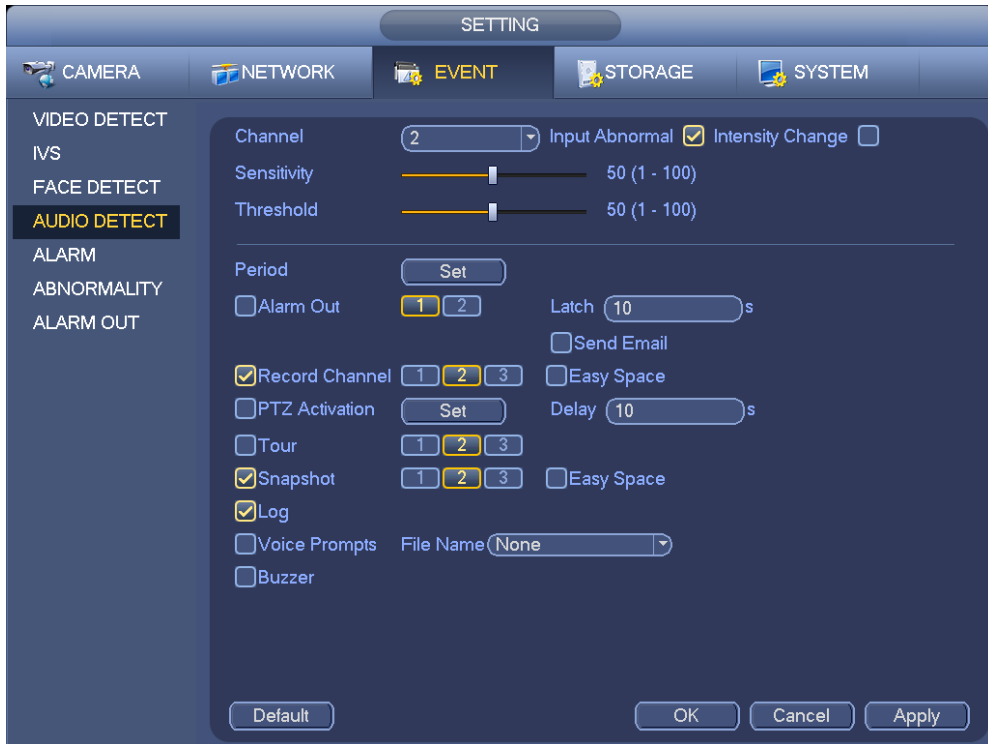 SETTING
CAMERA NETWORK EVENT STORAGE SYSTEM
VIDEO DETECT
IVS
FACE DETECT
AUDIO DETECT
ALARM
ABNORMALITY
ALARM OUT
Channel 2 Input Abnormal Intensity Change
Sensitivity 50 (1 - 100)
Threshold 50 (1 - 100)
Period Set
Alarm Out 1 2 Latch 10 s
Send Email
Record Channel 1 2 3 Easy Space
PTZ Activation Set Delay 10 s
Tour 1 2 3
Snapshot 1 2 3 Easy Space
Log
Voice Prompts File Name None
Buzzer
Default OK Cancel Apply